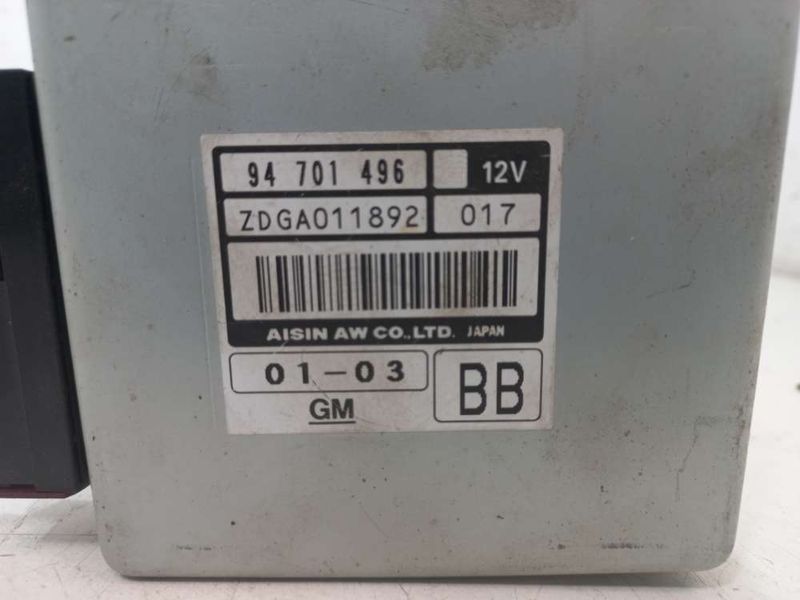 94 701 496 12V
ZDGA011892 017
AISIN AW CO.,LTD. JAPAN
01-03 BB
GM